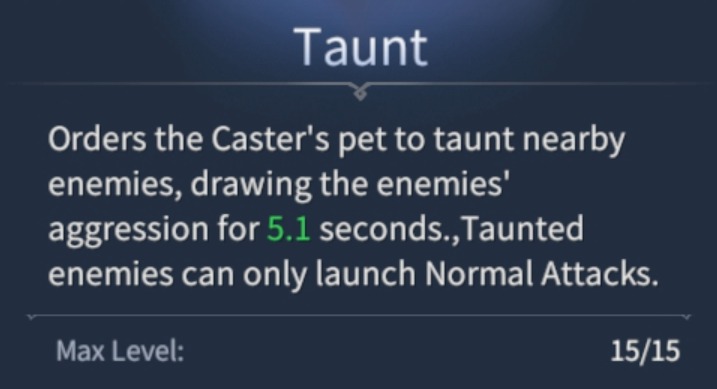 Taunt
Orders the Caster's pet to taunt nearby
enemies, drawing the enemies'
aggression for 5.1 seconds.,Taunted
enemies can only launch Normal Attacks.
Max Level: 15/15